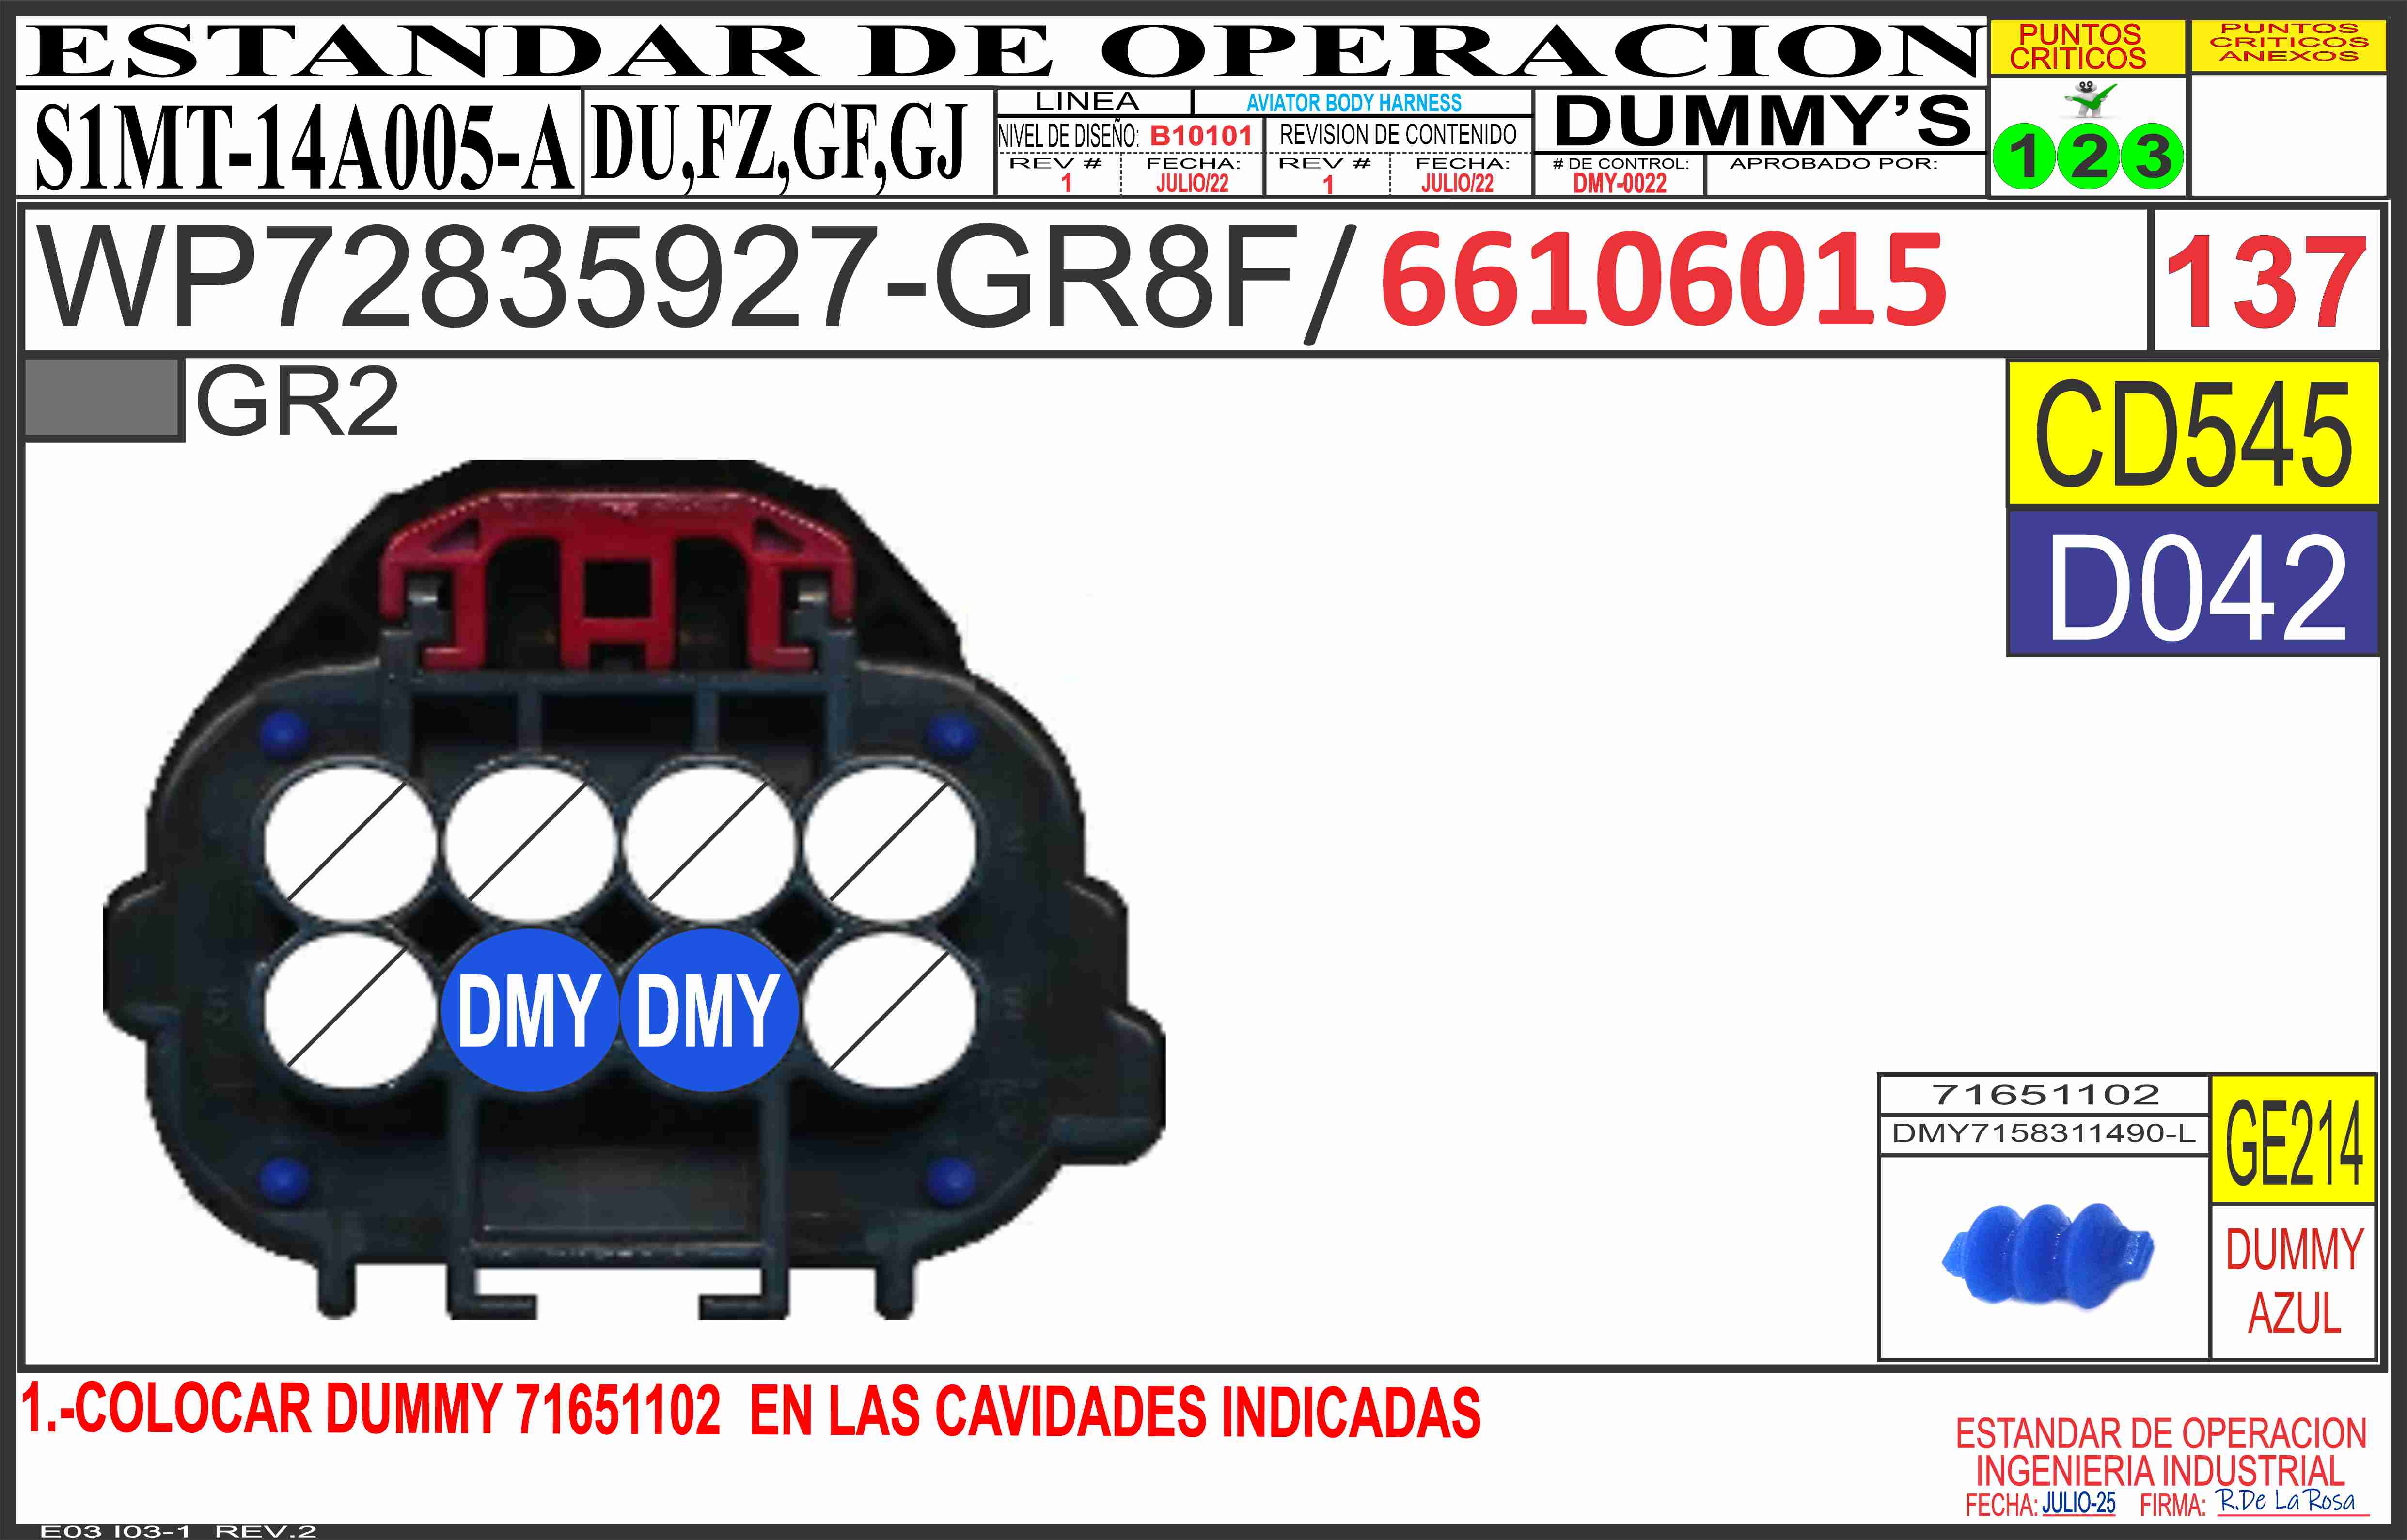 ESTANDAR DE OPERACION
PUNTOS CRITICOS
PUNTOS CRITICOS ANEXOS
S1MT-14A005-A
DU,FZ,GF,GJ
LINEA
AVIATOR BODY HARNESS
NIVEL DE DISEÑO: B10101
REVISION DE CONTENIDO
REV #
1
FECHA:
JULIO/22
REV #
1
FECHA:
JULIO/22
DUMMY'S
# DE CONTROL:
DMY-0022
APROBADO POR:
1 2 3
WP72835927-GR8F/66106015
137
GR2
CD545
D042
DMY DMY
71651102
DMY7158311490-L
GE214
DUMMY
AZUL
1.-COLOCAR DUMMY 71651102 EN LAS CAVIDADES INDICADAS
ESTANDAR DE OPERACION
INGENIERIA INDUSTRIAL
FECHA: JULIO-25 FIRMA: R.De La Rosa
E03 I03-1 REV.2